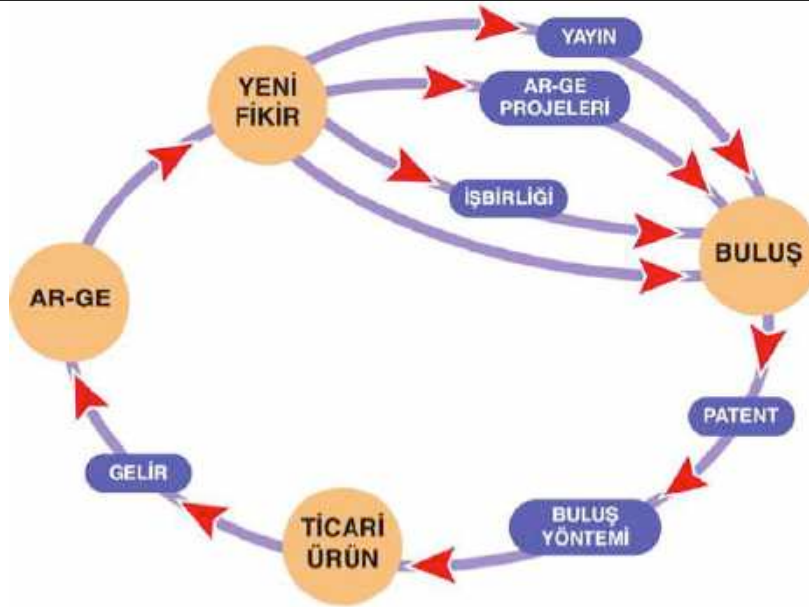 YAYIN
YENİ
FİKİR
AR-GE
PROJELERİ
İŞBİRLİĞİ
BULUŞ
AR-GE
PATENT
GELİR
BULUŞ
YÖNTEMİ
TİCARİ
ÜRÜN